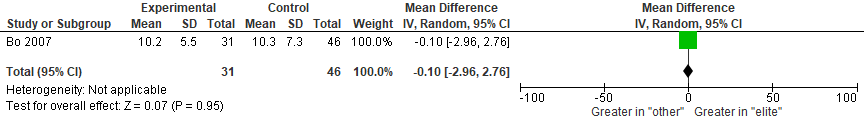 Experimental Control Mean Difference Mean Difference
Study or Subgroup Mean SD Total Mean SD Total Weight IV, Random, 95% CI IV, Random, 95% CI
Bo 2007 10.2 5.5 31 10.3 7.3 46 100.0% -0.10 [-2.96, 2.76]
Total (95% CI) 31 46 100.0% -0.10 [-2.96, 2.76]
Heterogeneity: Not applicable
Test for overall effect: Z = 0.07 (P = 0.95)
-100 -50 0 50 100
Greater in "other" Greater in "elite"